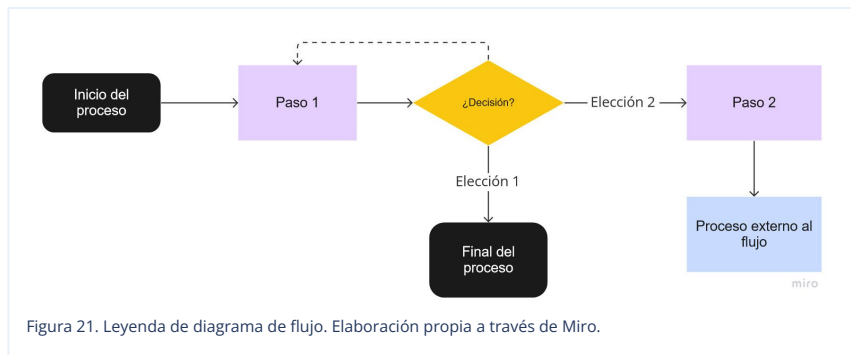 Inicio del
proceso
Paso 1
¿Decisión?
Elección 2
Paso 2
Elección 1
Final del
proceso
Proceso externo al
flujo
miro
Figura 21. Leyenda de diagrama de flujo. Elaboración propia a través de Miro.